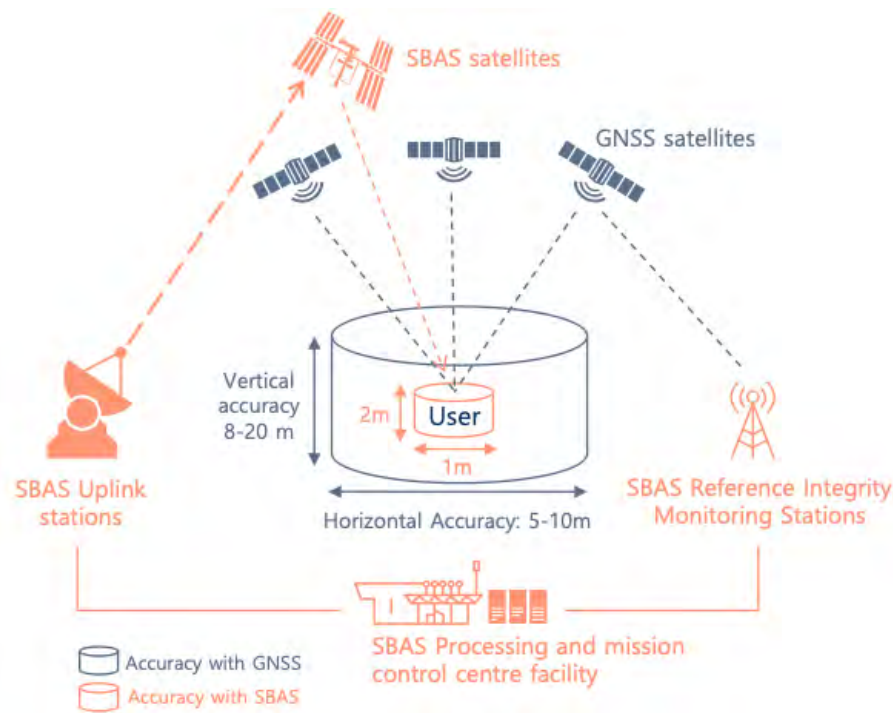 SBAS satellites
GNSS satellites
Vertical
accuracy
8-20 m
2m
User
1m
SBAS Uplink
stations
Horizontal Accuracy: 5-10m
SBAS Reference Integrity
Monitoring Stations
SBAS Processing and mission
control centre facility
Accuracy with GNSS
Accuracy with SBAS